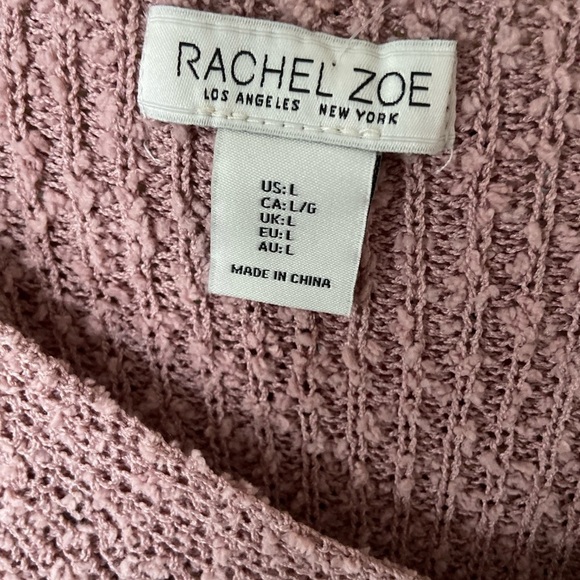 RACHEL ZOE
LOS ANGELES NEW YORK
US: L
CA: L/G
UK: L
EU: L
AU: L
MADE IN CHINA